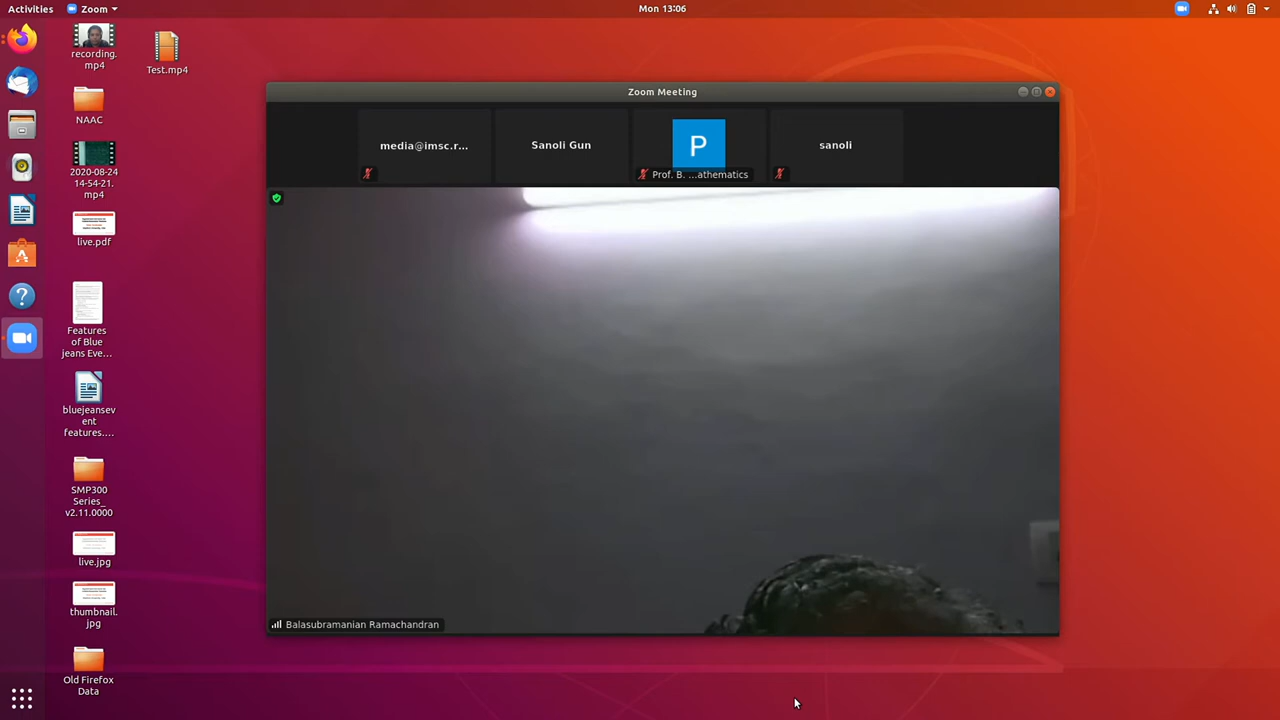 Activities
Zoom
Mon 13:06
recording.
mp4
Test.mp4
NAAC
2020-08-24
14-54-21.
mp4
live.pdf
Features
of Blue
jeans Eve...
bluejeansev
ent
features....
SMP300
Series_
v2.11.0000
live.jpg
thumbnail.
jpg
Old Firefox
Data
Zoom Meeting
media@imsc.r...
Sanoli Gun
P
Prof. B. ...athematics
sanoli
Balasubramanian Ramachandran